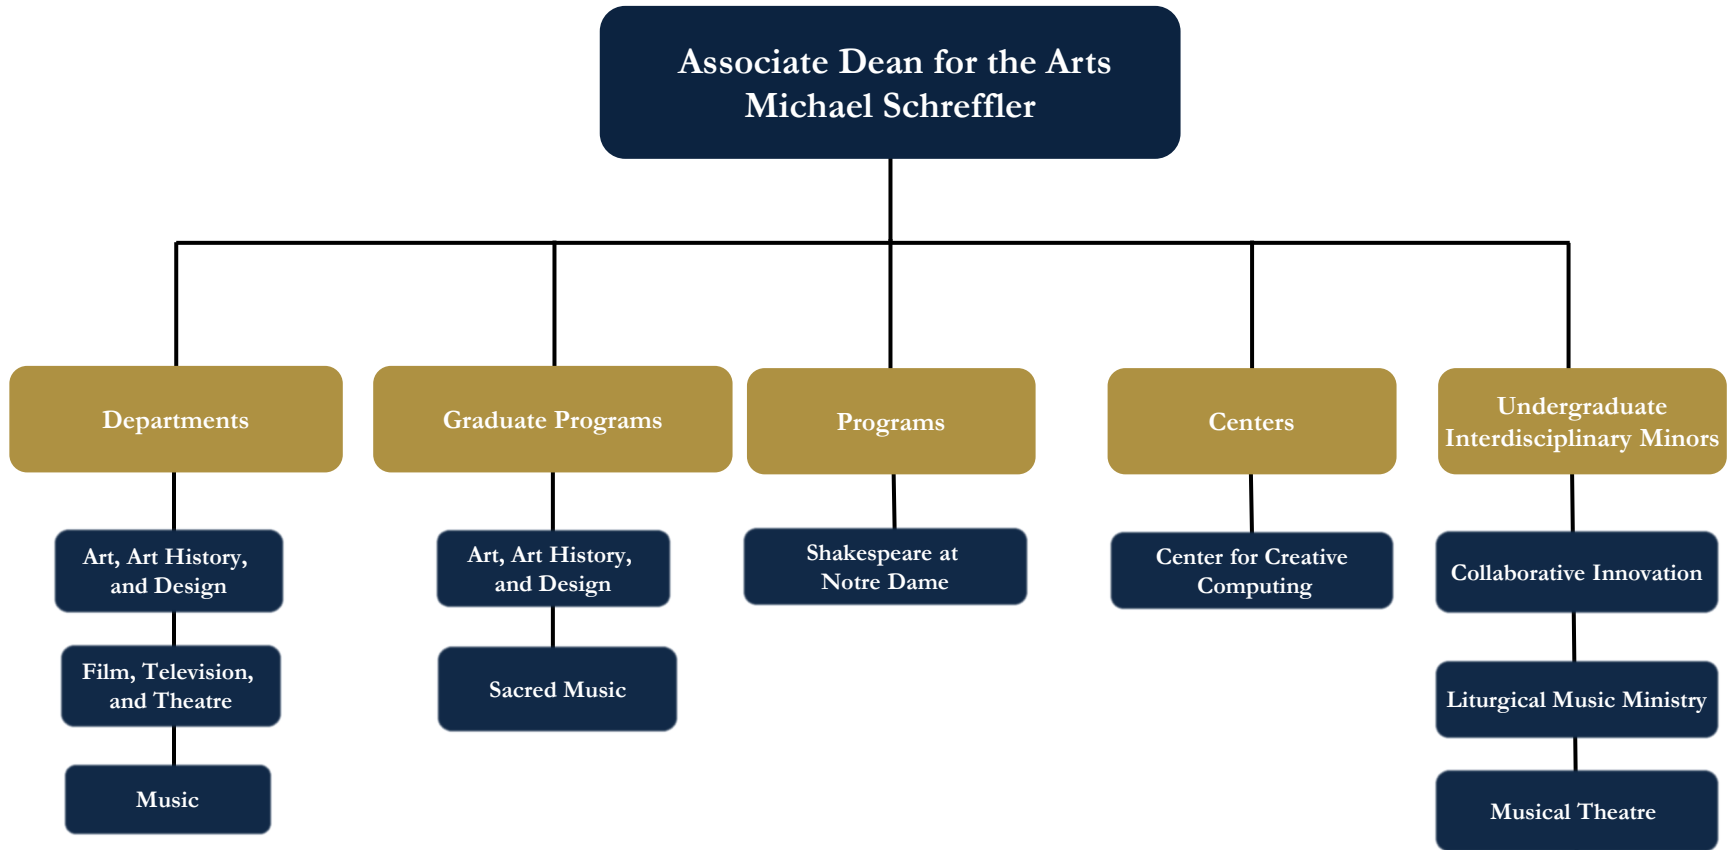 Associate Dean for the Arts
Michael Schreffler
Departments
Graduate Programs
Programs
Centers
Undergraduate
Interdisciplinary Minors
Art, Art History,
and Design
Film, Television,
and Theatre
Music
Art, Art History,
and Design
Sacred Music
Shakespeare at
Notre Dame
Center for Creative
Computing
Collaborative Innovation
Liturgical Music Ministry
Musical Theatre